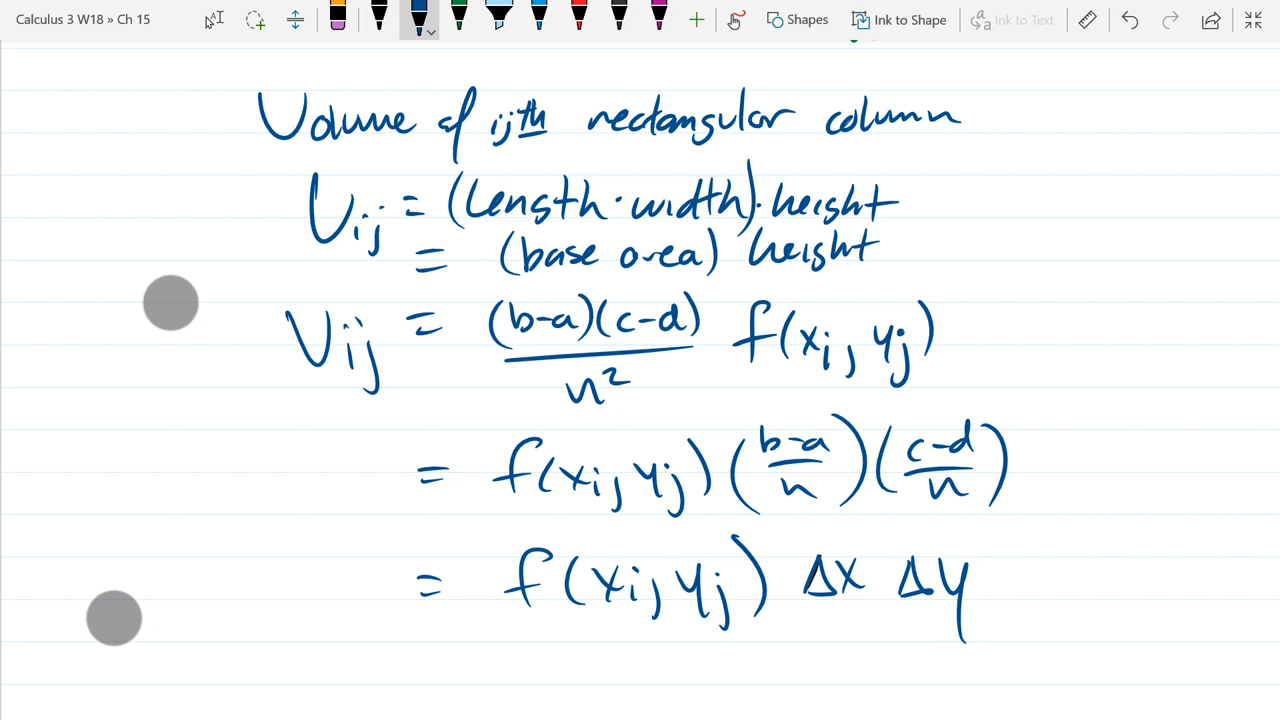 Calculus 3 W18 » Ch 15
Shapes
Ink to Shape
Ink to Text
Volume of ijth rectangular column
Vij = (length · width) · height
= (base area) height
Vij = (b-a)(c-d)/n² f(xi, yj)
= f(xi, yj) (b-a/n) (c-d/n)
= f(xi, yj) Δx Δy